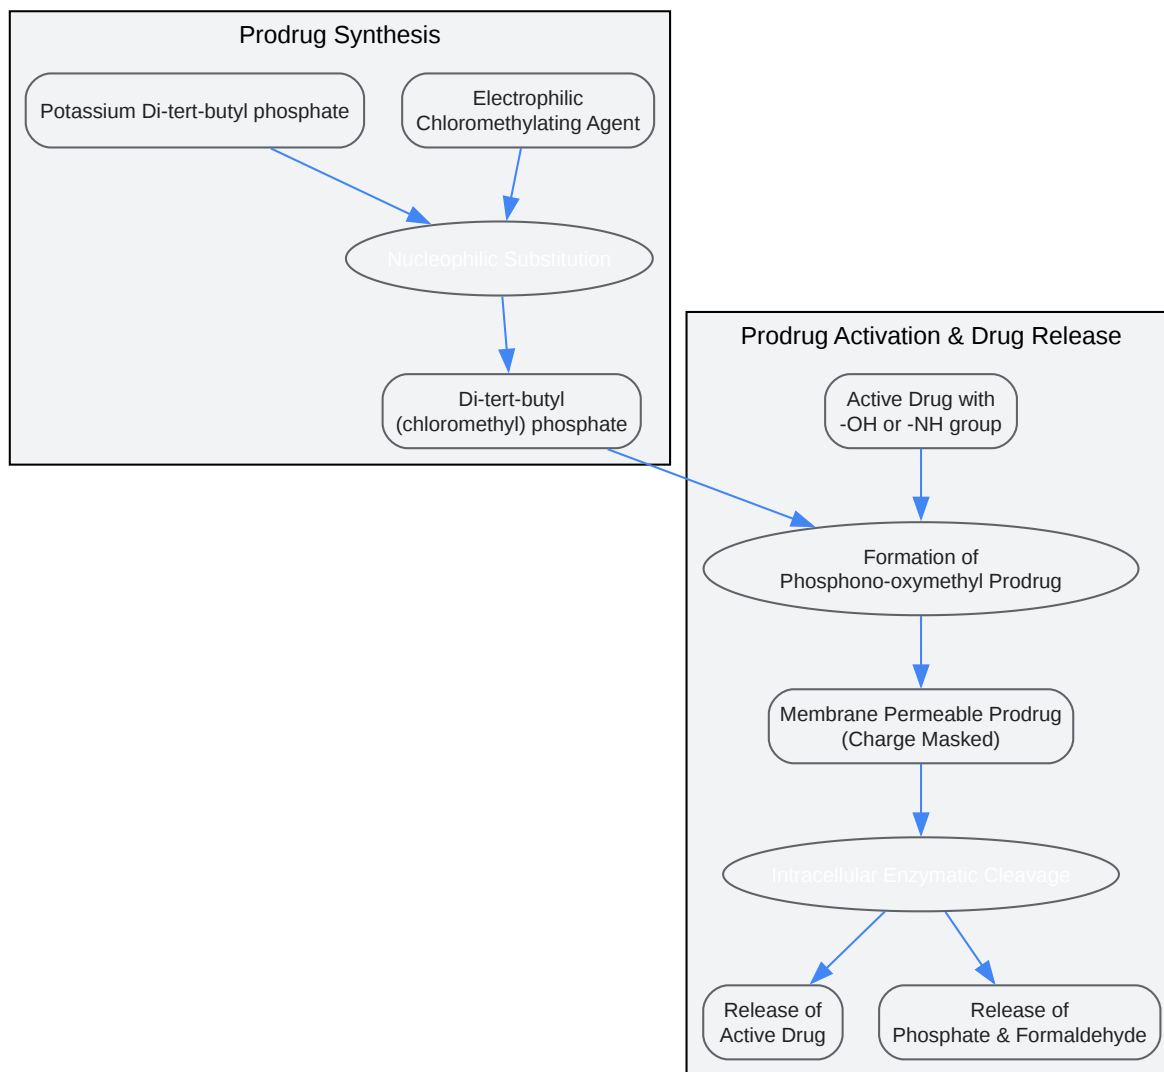 Prodrug Synthesis
Potassium Di-tert-butyl phosphate
Electrophilic
Chloromethylating Agent
Nucleophilic Substitution
Di-tert-butyl
(chloromethyl) phosphate
Prodrug Activation & Drug Release
Active Drug with
-OH or -NH group
Formation of
Phosphono-oxymethyl Prodrug
Membrane Permeable Prodrug
(Charge Masked)
Intracellular Enzymatic Cleavage
Release of
Active Drug
Release of
Phosphate & Formaldehyde